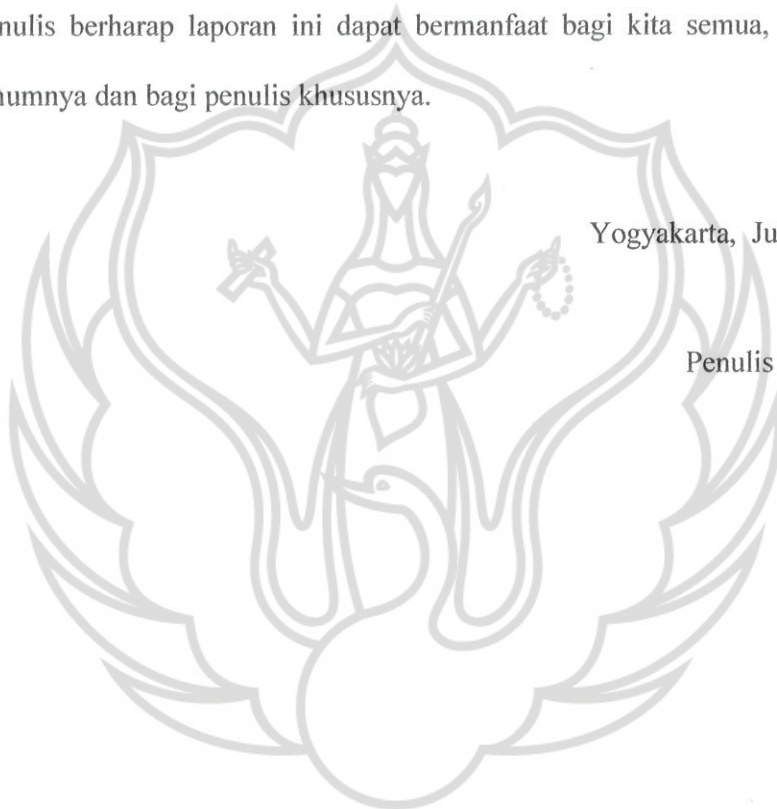 nulis berharap laporan ini dapat bermanfaat bagi kita semua,
umnya dan bagi penulis khususnya.
Yogyakarta, Ju
Penulis